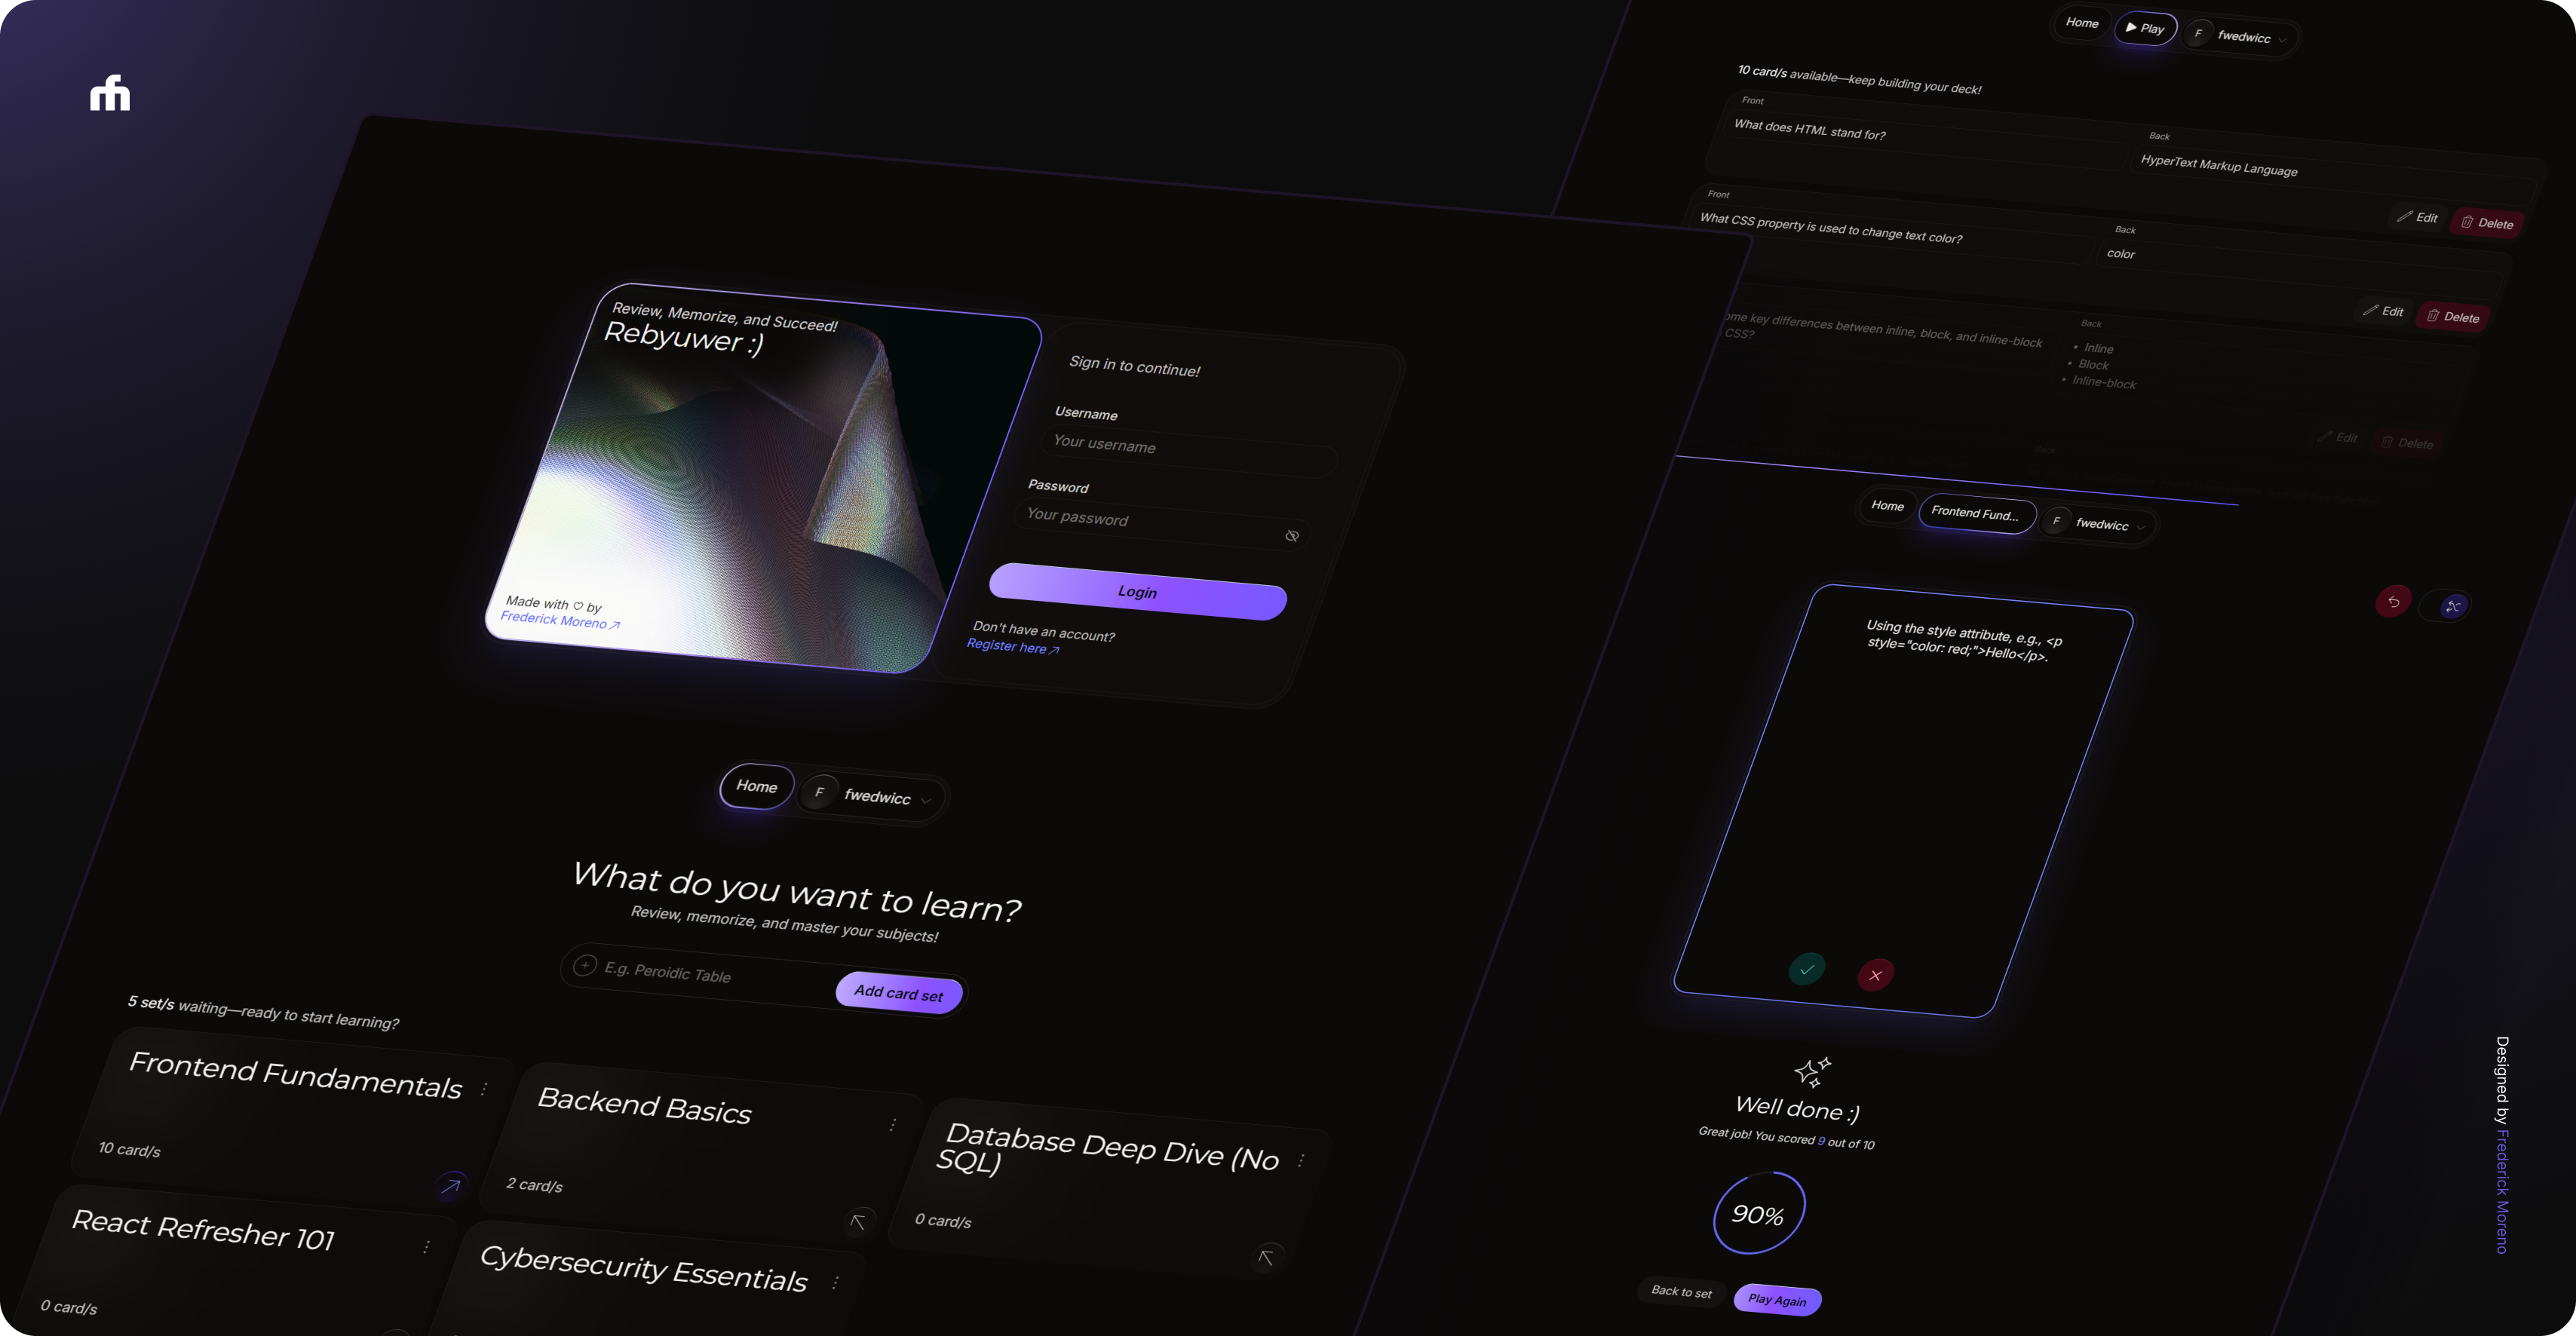 Review, Memorize, and Succeed!
Rebyuwer :)
Made with ♡ by
Frederick Moreno
Sign in to continue!
Username
Your username
Password
Your password
Login
Don't have an account?
Register here
Home
F
fwedwicc
What do you want to learn?
Review, memorize, and master your subjects!
E.g. Peroidic Table
Add card set
5 set/s waiting—ready to start learning?
Frontend Fundamentals
10 card/s
Backend Basics
2 card/s
Database Deep Dive (No
SQL)
0 card/s
React Refresher 101
0 card/s
Cybersecurity Essentials
Home
Play
F
fwedwicc
10 card/s available—keep building your deck!
Front
What does HTML stand for?
Back
HyperText Markup Language
Edit
Delete
Front
What CSS property is used to change text color?
Back
color
Edit
Delete
key differences between inline, block, and inline-block
CSS?
Back
• Inline
• Block
• Inline-block
Edit
Delete
Back
Home
Frontend Fund...
F
fwedwicc
Using the style attribute, e.g., <p
style="color: red;">Hello</p>.
Well done :)
Great job! You scored 9 out of 10
90%
Back to set
Play Again
Designed by Frederick Moreno